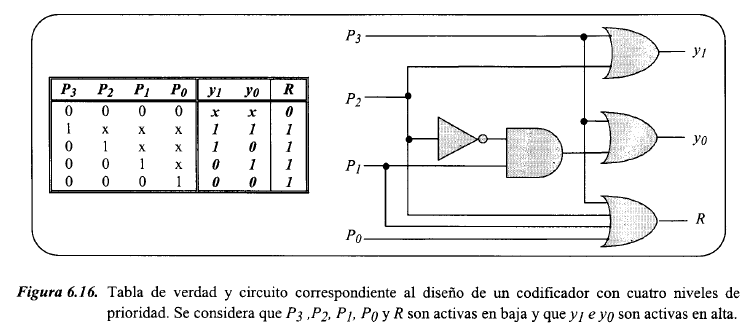 P3 P2 P1 P0 y1 y0 R
0 0 0 0 x x 0
1 x x x 1 1 1
0 1 x x 1 0 1
0 0 1 x 0 1 1
0 0 0 1 0 0 1
P3
P2
P1
P0
y1
y0
R
Figura 6.16. Tabla de verdad y circuito correspondiente al diseño de un codificador con cuatro niveles de
prioridad. Se considera que P3 ,P2, P1, P0 y R son activas en baja y que y1 e y0 son activas en alta.